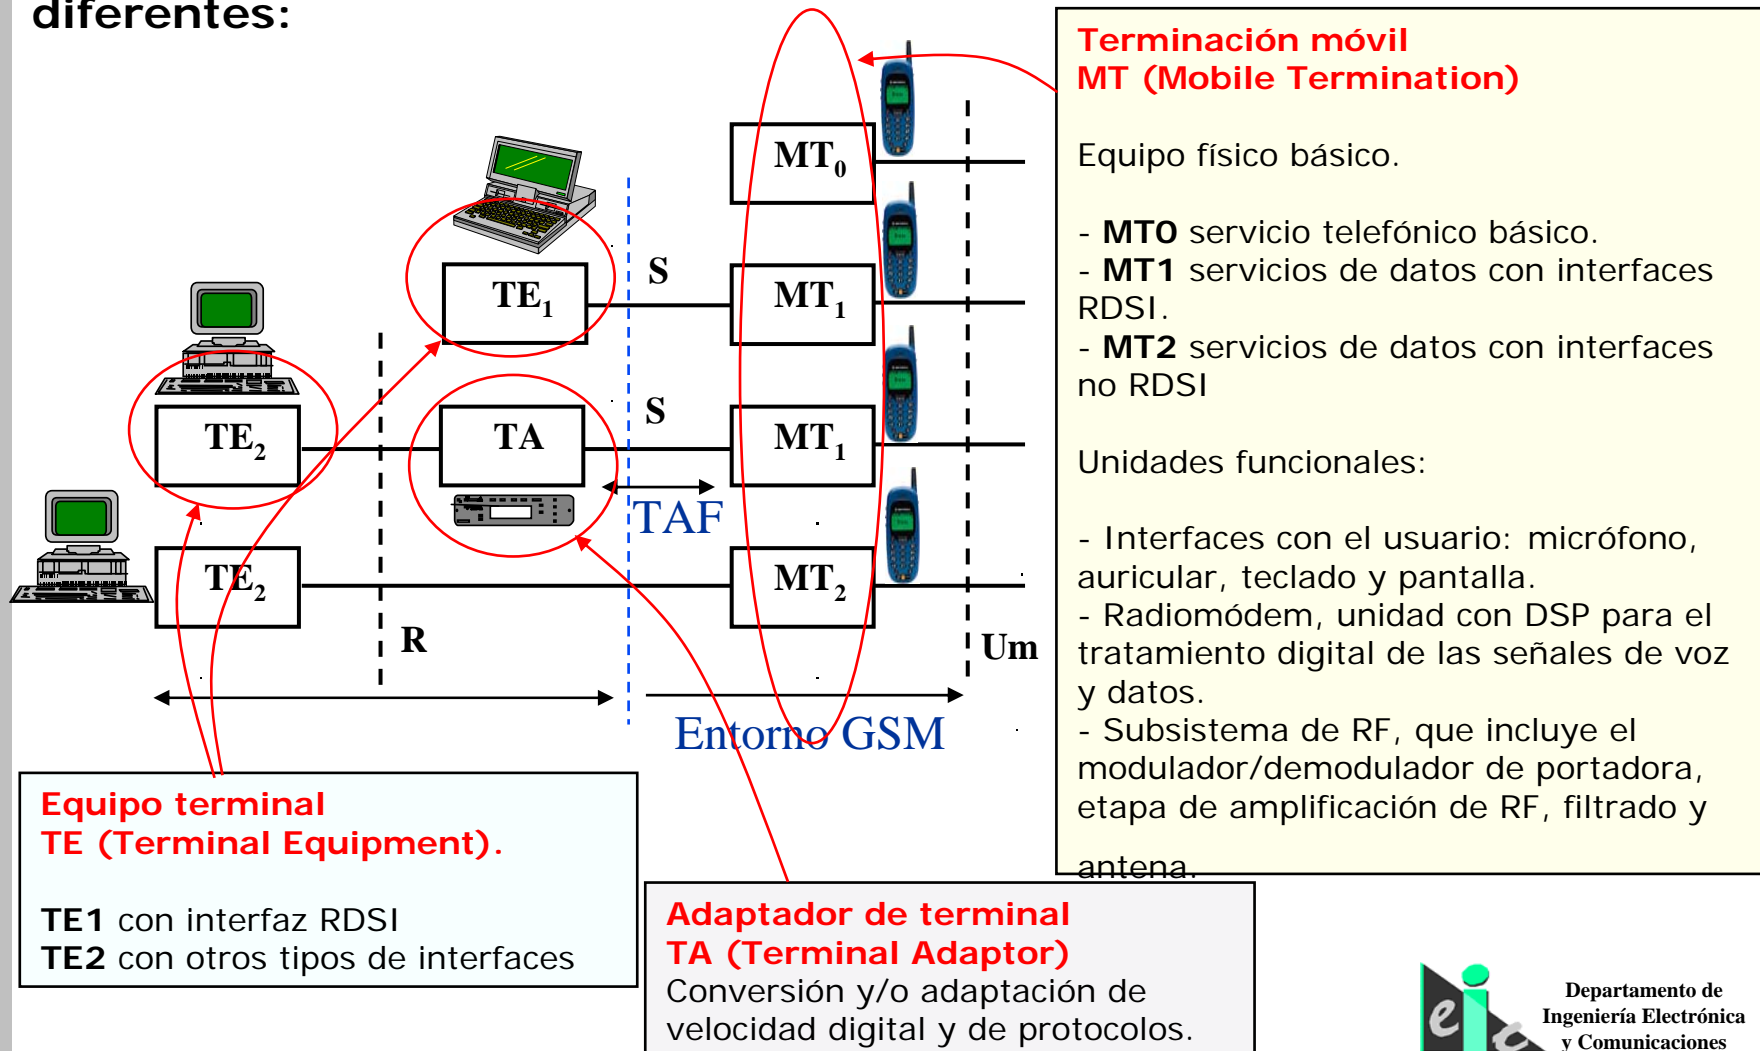 diferentes:
Terminación móvil
MT (Mobile Termination)
Equipo físico básico.
- MT0 servicio telefónico básico.
- MT1 servicios de datos con interfaces
RDSI.
- MT2 servicios de datos con interfaces
no RDSI
Unidades funcionales:
- Interfaces con el usuario: micrófono,
auricular, teclado y pantalla.
- Radiomódem, unidad con DSP para el
tratamiento digital de las señales de voz
y datos.
- Subsistema de RF, que incluye el
modulador/demodulador de portadora,
etapa de amplificación de RF, filtrado y
antena.
MT0
TE1
S
MT1
TE2
TA
S
MT1
TAF
TE2
MT2
R
Um
Entorno GSM
Equipo terminal
TE (Terminal Equipment).
TE1 con interfaz RDSI
TE2 con otros tipos de interfaces
Adaptador de terminal
TA (Terminal Adaptor)
Conversión y/o adaptación de
velocidad digital y de protocolos.
eic
Departamento de
Ingeniería Electrónica
y Comunicaciones